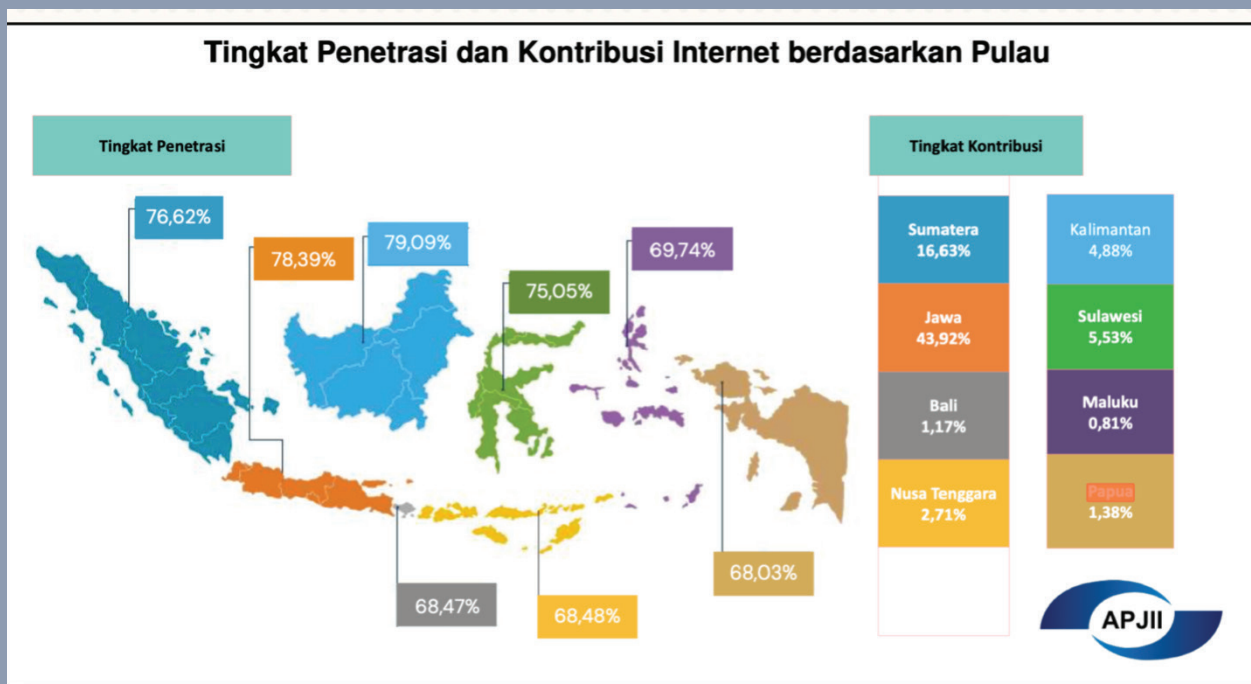 Tingkat Penetrasi dan Kontribusi Internet berdasarkan Pulau
Tingkat Penetrasi
76,62%
78,39%
79,09%
75,05%
69,74%
68,47%
68,48%
68,03%
Tingkat Kontribusi
Sumatera
16,63%
Kalimantan
4,88%
Jawa
43,92%
Sulawesi
5,53%
Bali
1,17%
Maluku
0,81%
Nusa Tenggara
2,71%
Papua
1,38%
APJII